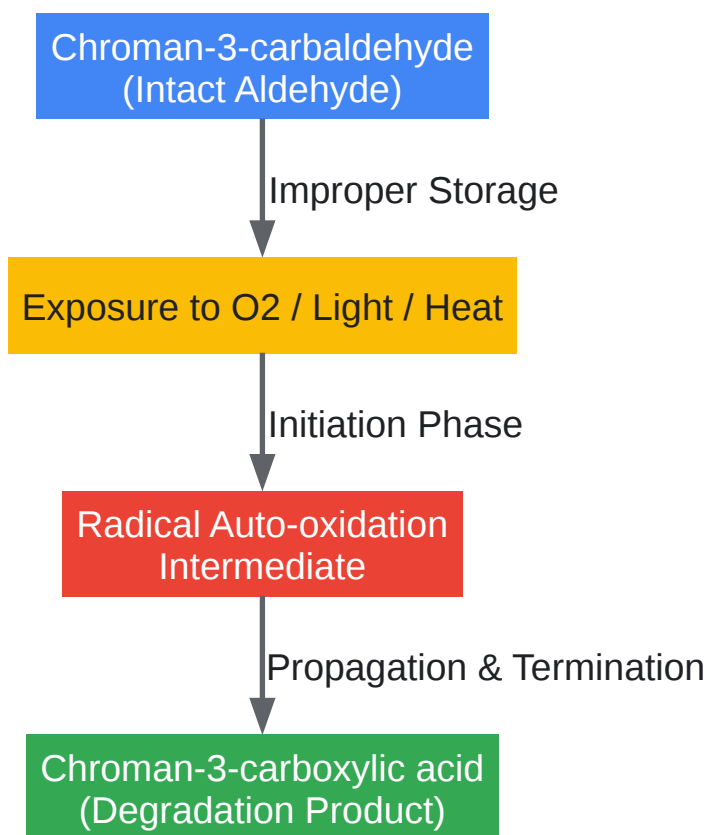 Chroman-3-carbaldehyde
(Intact Aldehyde)
Improper Storage
Exposure to O2 / Light / Heat
Initiation Phase
Radical Auto-oxidation
Intermediate
Propagation & Termination
Chroman-3-carboxylic acid
(Degradation Product)